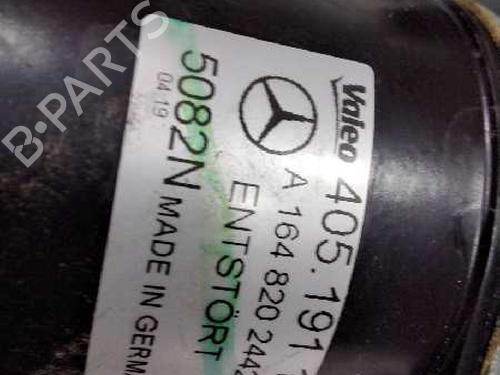 Valeo 405.191
A 164 820 244
ENTSTÖRT
5082N MADE IN GERM
04 19
B-PARTS